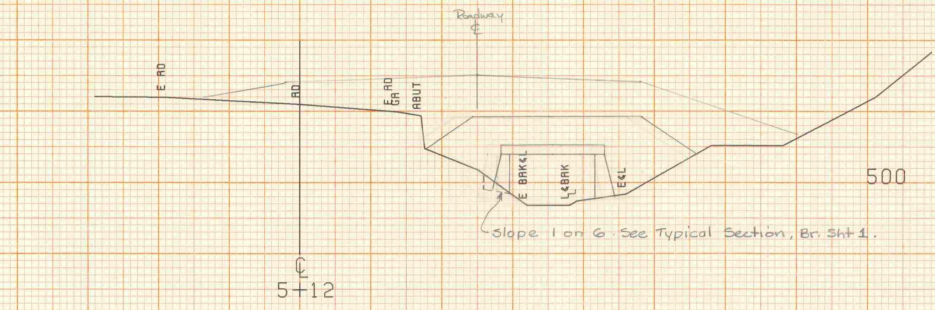 Roadway
℄
E RD
RD
E RD
GA
ABUT
E BRK&L
L&BRK
E&L
500
Slope 1 on 6. See Typical Section, Br. Sht 1.
℄
5+12